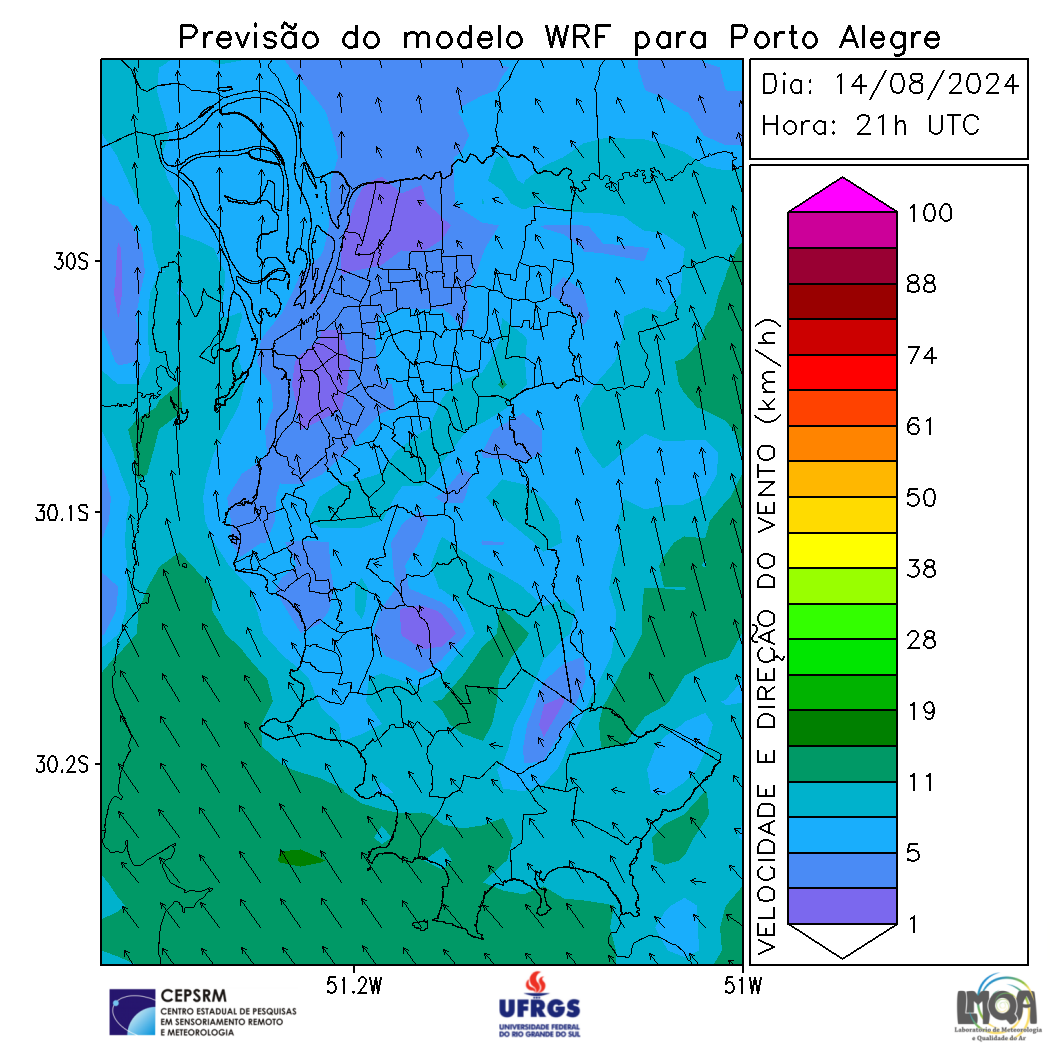 Previsão do modelo WRF para Porto Alegre
Dia: 14/08/2024
Hora: 21h UTC
30S
30.1S
30.2S
51.2W
51W
VELOCIDADE E DIREÇÃO DO VENTO (km/h)
100
88
74
61
50
38
28
19
11
5
1
CEPSRM
CENTRO ESTADUAL DE PESQUISAS
EM SENSORIAMENTO REMOTO
E METEOROLOGIA
UFRGS
UNIVERSIDADE FEDERAL
DO RIO GRANDE DO SUL
LMQA
Laboratório de Meteorologia
e Qualidade do Ar